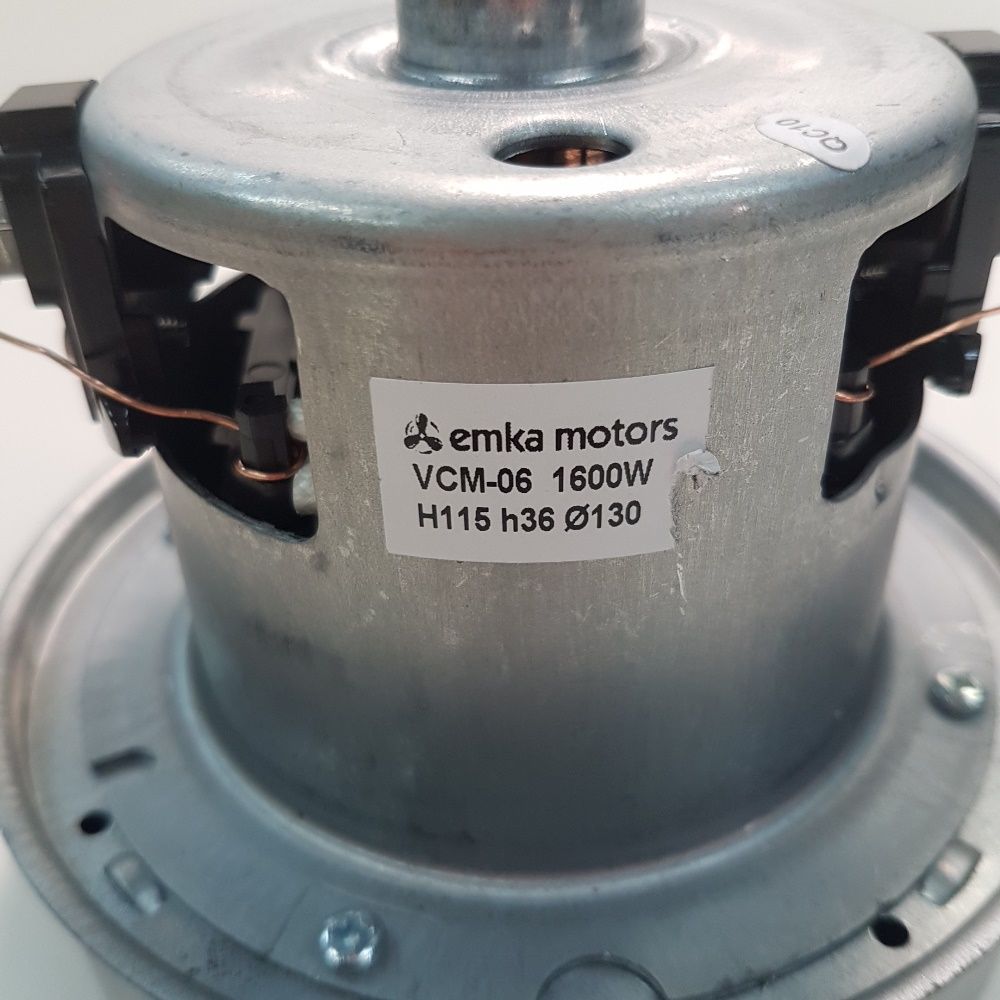 QC10
emka motors
VCM-06 1600W
H115 h36 Ø130